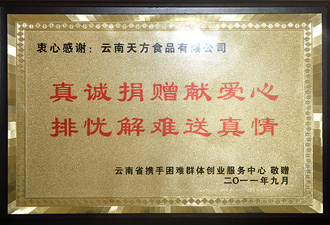 衷心感谢：云南天方食品有限公司
真诚捐赠献爱心
排忧解难送真情
云南省携手困难群体创业服务中心 敬赠
二〇一一年九月